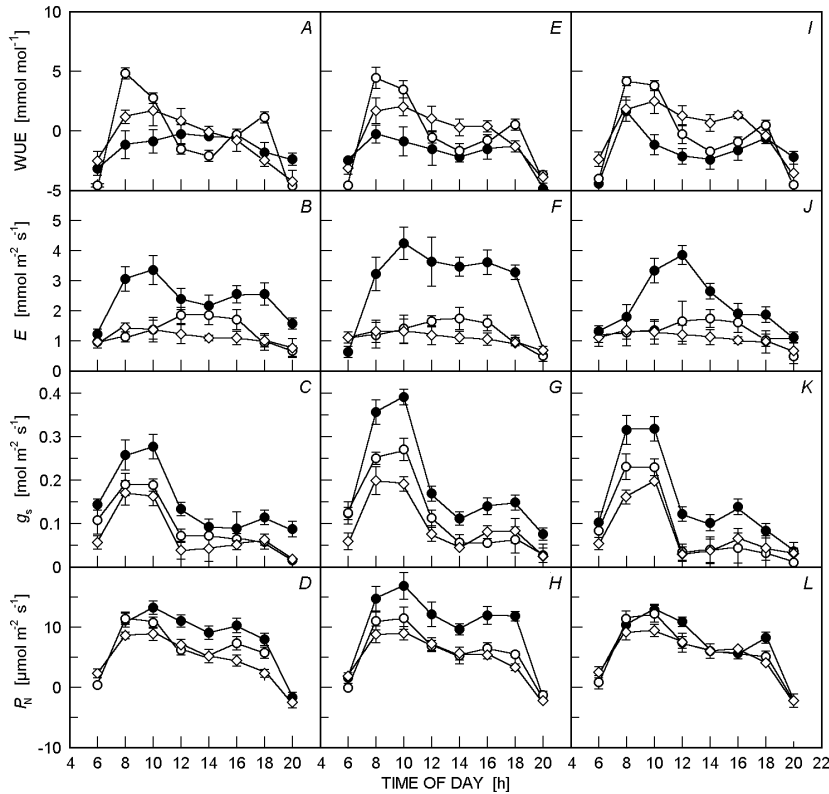 A E I
10
5
0
-5
WUE [mmol mol⁻¹]
B F J
5
4
3
2
1
0
E [mmol m⁻² s⁻¹]
C G K
0.4
0.3
0.2
0.1
0
gₛ [mol m⁻² s⁻¹]
D H L
10
0
-10
P_N [µmol m⁻² s⁻¹]
4 6 8 10 12 14 16 18 20 4 6 8 10 12 14 16 18 20 4 6 8 10 12 14 16 18 20 22
TIME OF DAY [h]